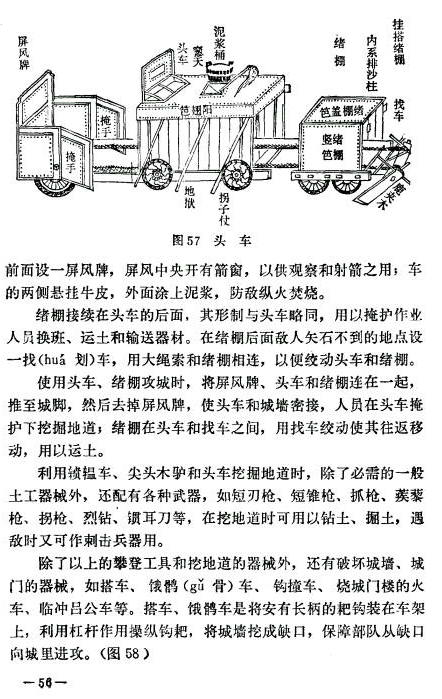 屏风牌
头车
窥天
泥浆桶
绪棚
内系排沙柱
挂搭绪棚
找车
掩手
掩手
笆棚阳
笆盖棚绪
竖绪
笆棚
地栿
拐子仗
图57 头 车
前面设一屏风牌，屏风中央开有箭窗，以供观察和射箭之用；车
的两侧悬挂牛皮，外面涂上泥浆，防敌纵火焚烧。
绪棚接续在头车的后面，其形制与头车略同，用以掩护作业
人员换班、运土和输送器材。在绪棚后面敌人矢石不到的地点设
一找(huá 划)车，用大绳索和绪棚相连，以便绞动头车和绪棚。
使用头车、绪棚攻城时，将屏风牌、头车和绪棚连在一起，
推至城脚，然后去掉屏风牌，使头车和城墙密接，人员在头车掩
护下挖掘地道；绪棚在头车和找车之间，用找车绞动使其往返移
动，用以运土。
利用轒辒车、尖头木驴和头车挖掘地道时，除了必需的一般
土工器械外，还配有各种武器，如短刃枪、短锥枪、抓枪、蒺藜
枪、拐枪、烈钻、锧耳刀等，在挖地道时可用以钻土、掘土，遇
敌时又可作刺击兵器用。
除了以上的攀登工具和挖地道的器械外，还有破坏城墙、城
门的器械，如搭车、饿鹘(gǔ 骨)车、钩撞车、烧城门楼的火
车、临冲吕公车等。搭车、饿鹘车是将安有长柄的耙钩装在车架
上，利用杠杆作用操纵钩耙，将城墙挖成缺口，保障部队从缺口
向城里进攻。(图58)
—56—